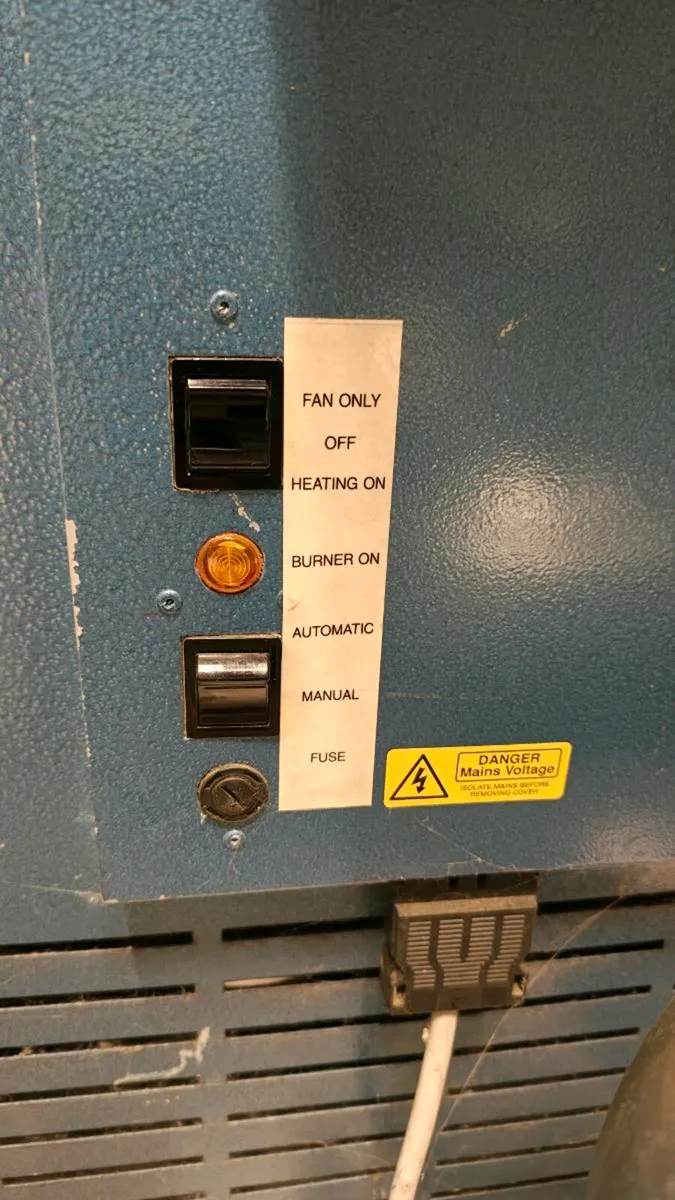 FAN ONLY
OFF
HEATING ON
BURNER ON
AUTOMATIC
MANUAL
FUSE
DANGER
Mains Voltage
ISOLATE MAINS BEFORE
REMOVING COVER